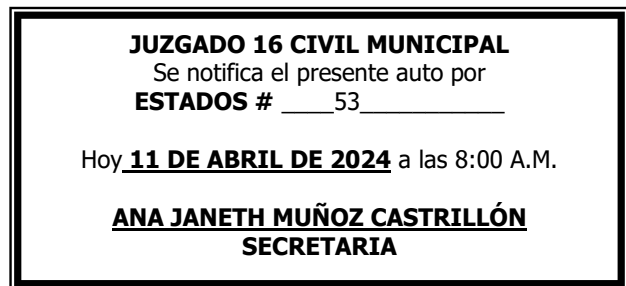 JUZGADO 16 CIVIL MUNICIPAL
Se notifica el presente auto por
ESTADOS # ____53___________
Hoy 11 DE ABRIL DE 2024 a las 8:00 A.M.
ANA JANETH MUÑOZ CASTRILLÓN
SECRETARIA